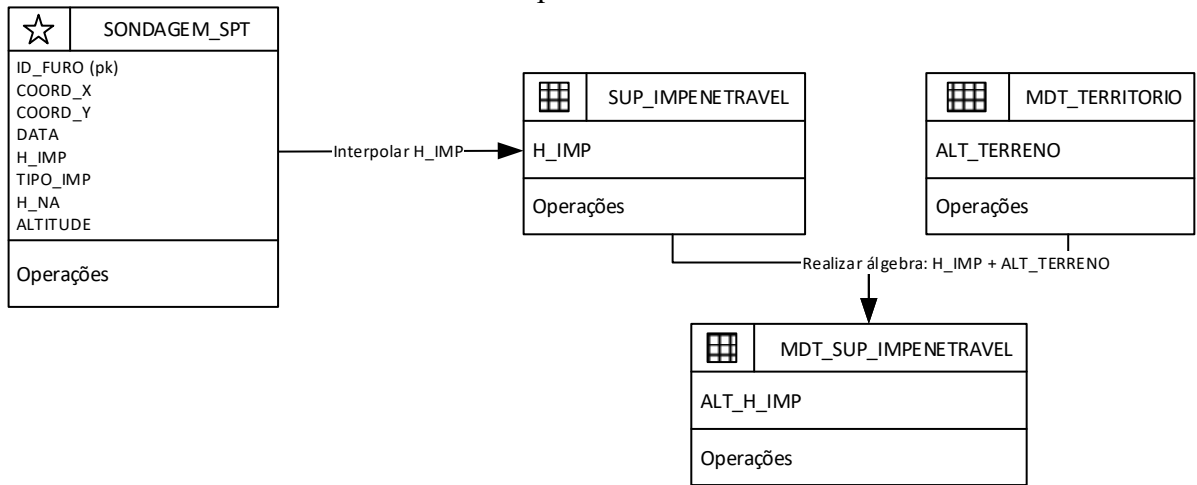 SONDAGEM_SPT
ID_FURO (pk)
COORD_X
COORD_Y
DATA
H_IMP
TIPO_IMP
H_NA
ALTITUDE
Operações
Interpolar H_IMP
SUP_IMPENETRAVEL
H_IMP
Operações
MDT_TERRITORIO
ALT_TERRENO
Operações
Realizar álgebra: H_IMP + ALT_TERRENO
MDT_SUP_IMPENETRAVEL
ALT_H_IMP
Operações